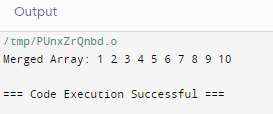 Output
/tmp/PUnxZrQnbd.o
Merged Array: 1 2 3 4 5 6 7 8 9 10
=== Code Execution Successful ===